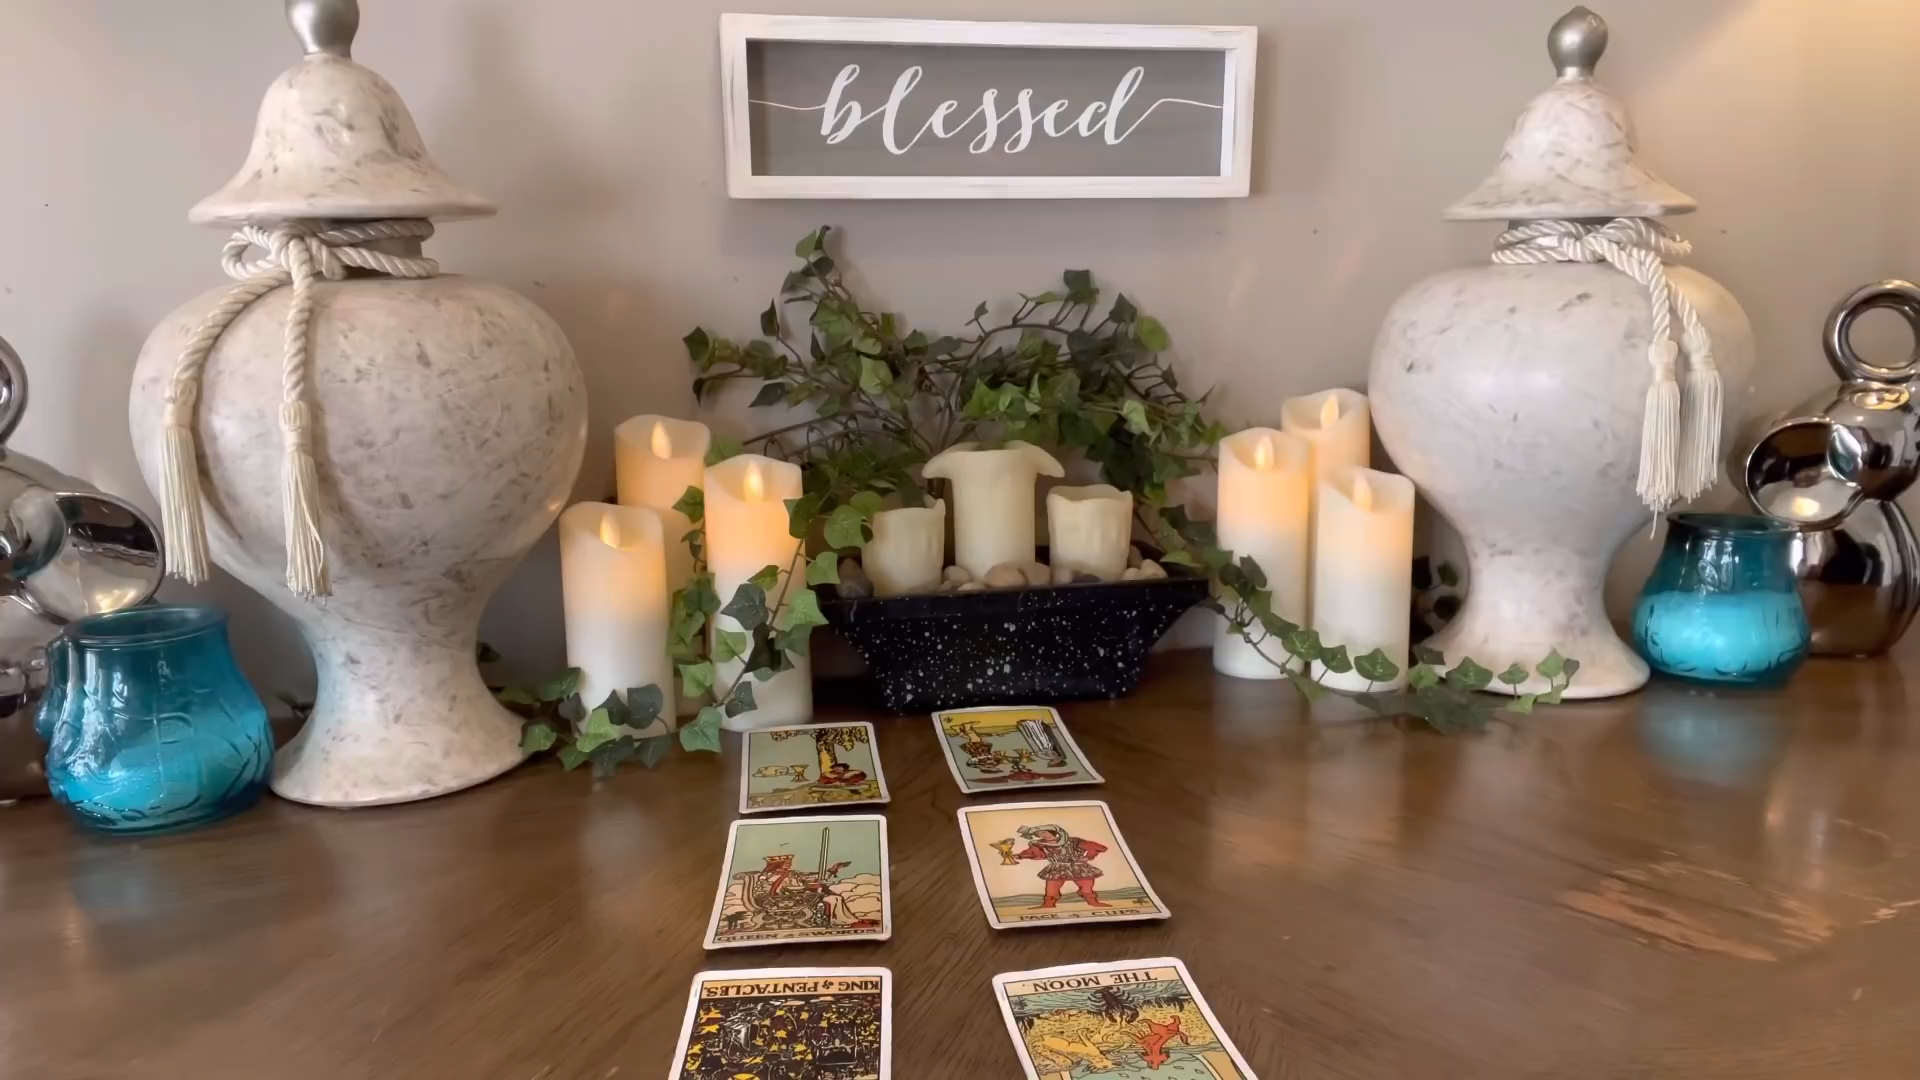 blessed
QUEEN of SWORDS
PAGE of CUPS
KING of PENTACLES.
THE MOON.